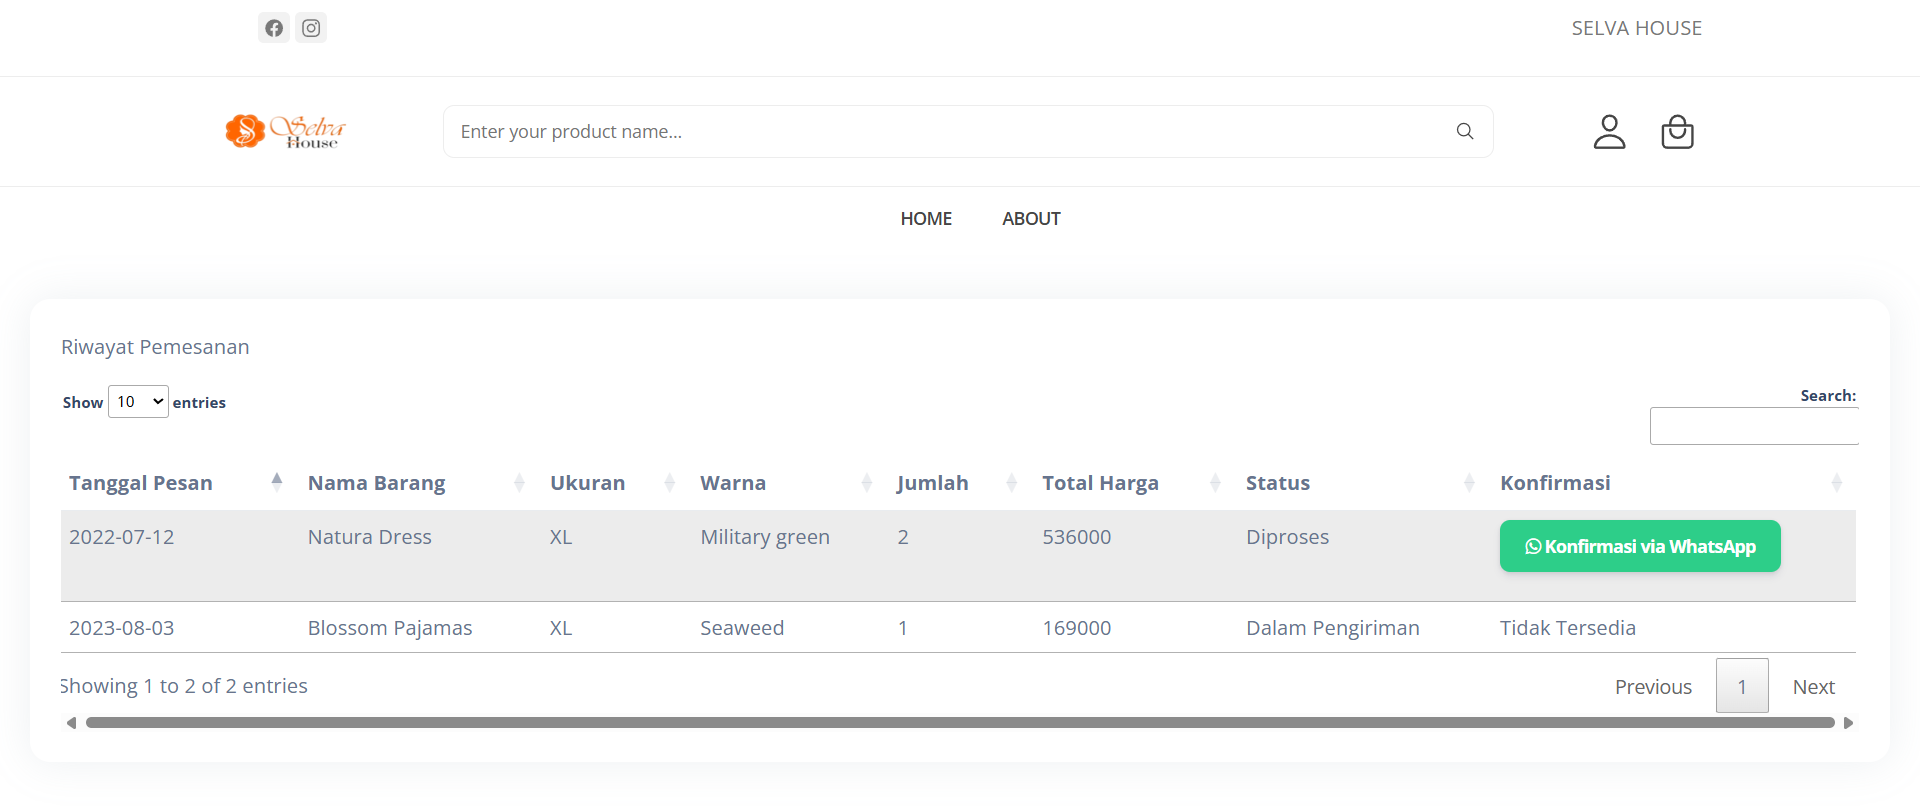 SELVA HOUSE
Selva
House
Enter your product name...
HOME ABOUT
Riwayat Pemesanan
Show 10 entries
Search:
Tanggal Pesan Nama Barang Ukuran Warna Jumlah Total Harga Status Konfirmasi
2022-07-12 Natura Dress XL Military green 2 536000 Diproses Konfirmasi via WhatsApp
2023-08-03 Blossom Pajamas XL Seaweed 1 169000 Dalam Pengiriman Tidak Tersedia
Showing 1 to 2 of 2 entries
Previous 1 Next